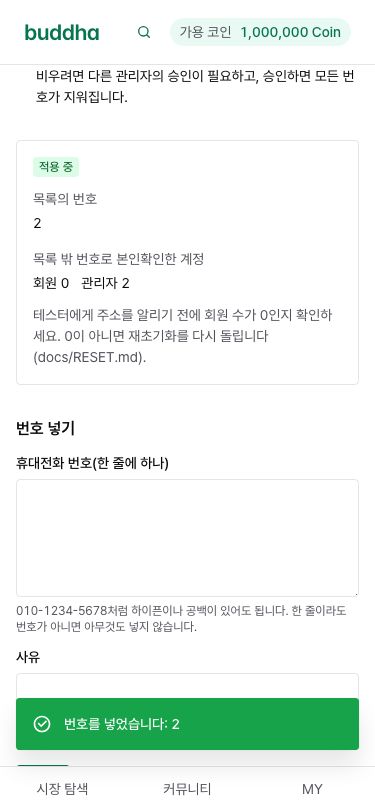 buddha
가용 코인 1,000,000 Coin
비우려면 다른 관리자의 승인이 필요하고, 승인하면 모든 번
호가 지워집니다.
적용 중
목록의 번호
2
목록 밖 번호로 본인확인한 계정
회원 0 관리자 2
테스터에게 주소를 알리기 전에 회원 수가 0인지 확인하
세요. 0이 아니면 재초기화를 다시 돌립니다
(docs/RESET.md).
번호 넣기
휴대전화 번호(한 줄에 하나)
010-1234-5678처럼 하이픈이나 공백이 있어도 됩니다. 한 줄이라도
번호가 아니면 아무것도 넣지 않습니다.
사유
번호를 넣었습니다: 2
시장 탐색
커뮤니티
MY